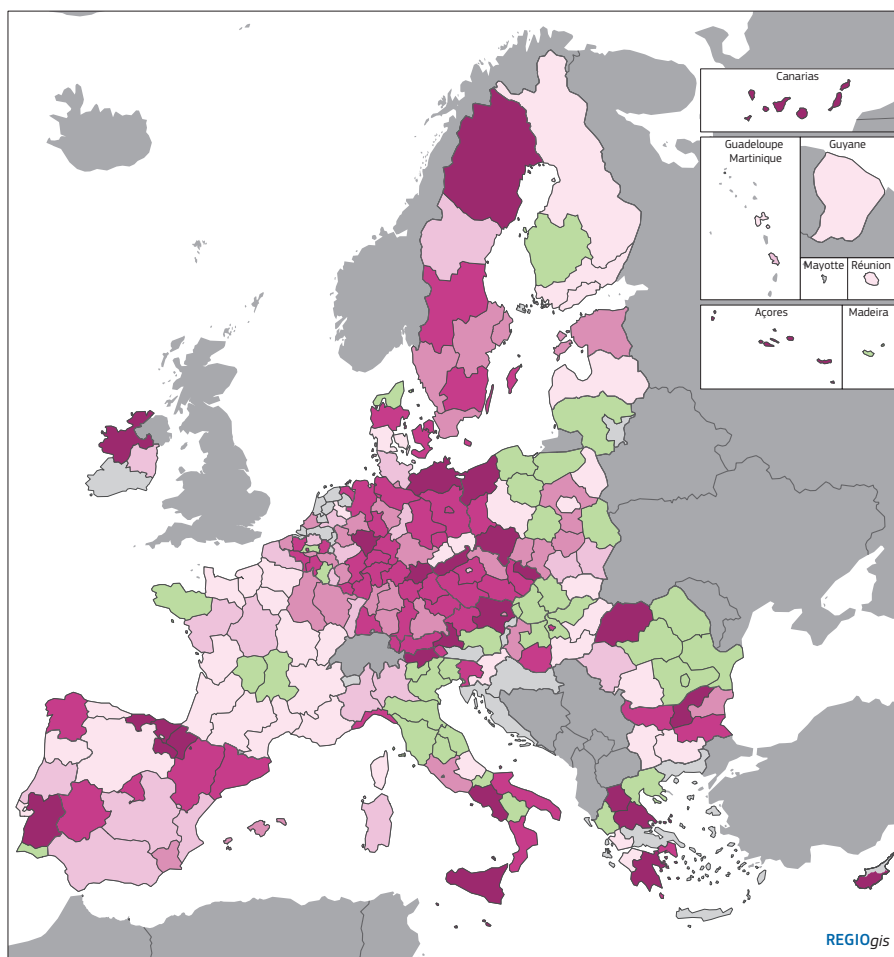 Canarias
Guadeloupe
Martinique
Guyane
Mayotte
Réunion
Açores
Madeira
REGIOgis